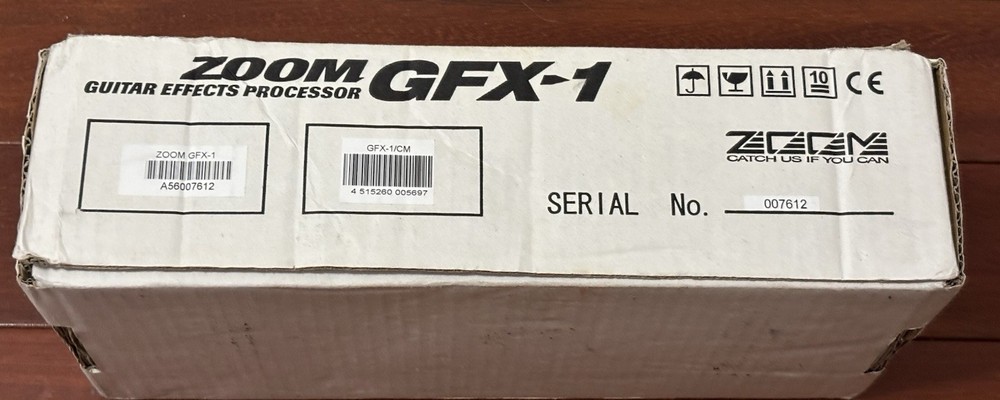 ZOOM GFX-1
GUITAR EFFECTS PROCESSOR
10
CE
ZOOM GFX-1
A56007612
GFX-1/CM
4 515260 005697
ZOOM
CATCH US IF YOU CAN
SERIAL No. 007612